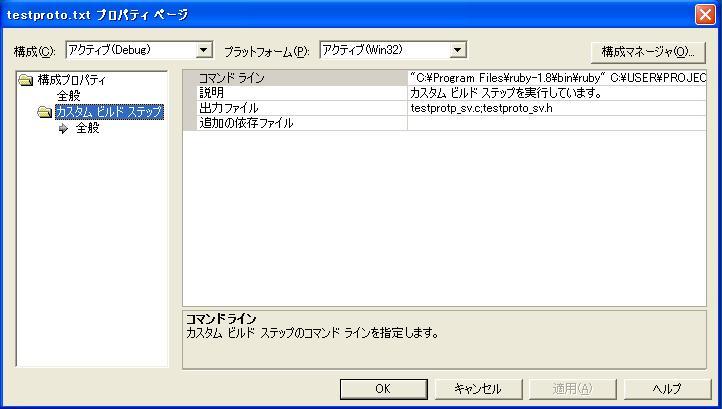 testproto.txt プロパティ ページ
構成(C): アクティブ(Debug) プラットフォーム(P): アクティブ(Win32) 構成マネージャ(O)...
構成プロパティ
全般
カスタム ビルド ステップ
全般
コマンド ライン "C:¥Program Files¥ruby-1.8¥bin¥ruby" C:¥USER¥PROJEC
説明 カスタム ビルド ステップを実行しています。
出力ファイル testprotp_sv.c;testproto_sv.h
追加の依存ファイル
コマンド ライン
カスタム ビルド ステップのコマンド ラインを指定します。
OK キャンセル 適用(A) ヘルプ